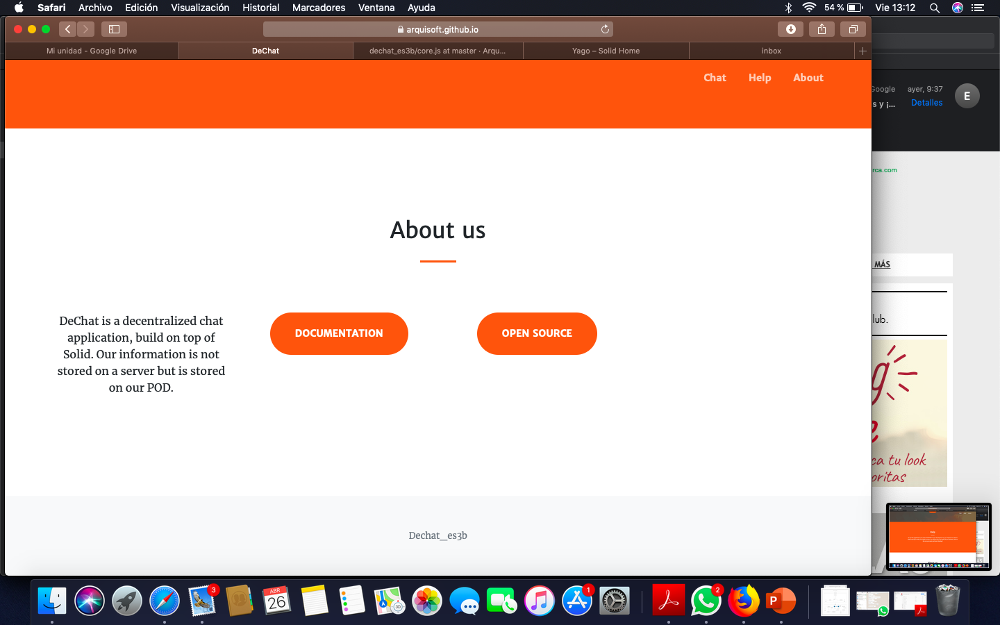 Safari Archivo Edición Visualización Historial Marcadores Ventana Ayuda 54 % Vie 13:12
arquisoft.github.io
Mi unidad - Google Drive DeChat dechat_es3b/core.js at master · Arqu... Yago – Solid Home inbox
Chat Help About
About us
DeChat is a decentralized chat
application, build on top of
Solid. Our information is not
stored on a server but is stored
on our POD.
DOCUMENTATION
OPEN SOURCE
Dechat_es3b
Google ayer, 9:37
s y ¡...
Detalles
E
rca.com
MÁS
lub.
g
e
ca tu look
oritas
3
ABR
26
3D
1
2
P